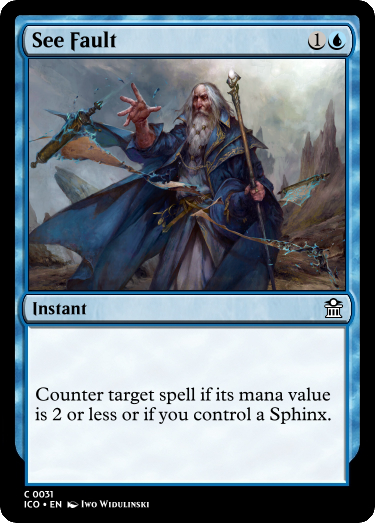 See Fault 1
Instant
Counter target spell if its mana value
is 2 or less or if you control a Sphinx.
C 0031
ICO • EN Iwo Widulinski